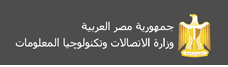 جمهورية مصر العربية
وزارة الاتصالات وتكنولوجيا المعلومات